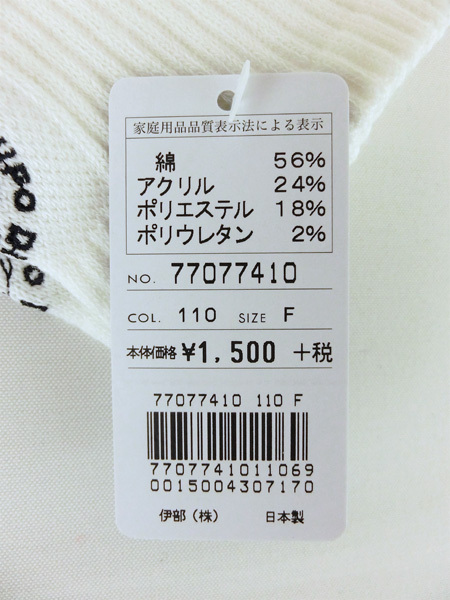 家庭用品品質表示法による表示
綿 56%
アクリル 24%
ポリエステル 18%
ポリウレタン 2%
NO. 77077410
COL. 110 SIZE F
本体価格 ¥1,500 +税
77077410 110 F
7707741011069
0015004307170
伊部(株) 日本製